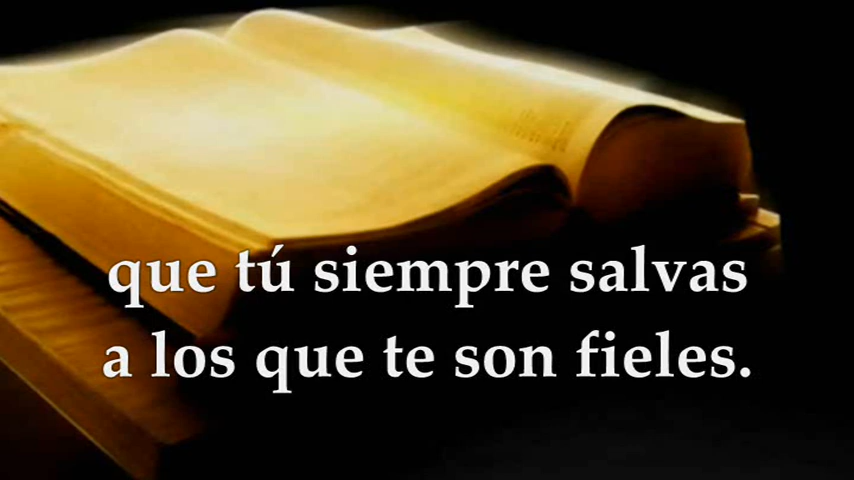 que tú siempre salvas
a los que te son fieles.